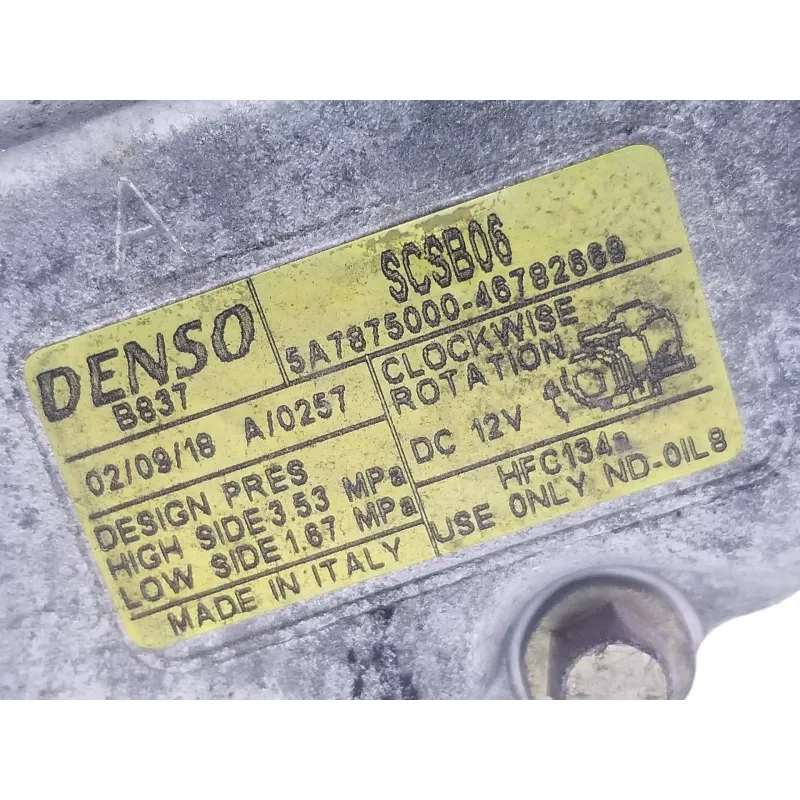 A
DENSO
B837
SCSB06
5A7875000-46782669
02/09/18 A/0257
CLOCKWISE
ROTATION
DC 12V
DESIGN PRES
HIGH SIDE 3.53 MPa
LOW SIDE 1.67 MPa
HFC134a
USE ONLY ND-OIL8
MADE IN ITALY